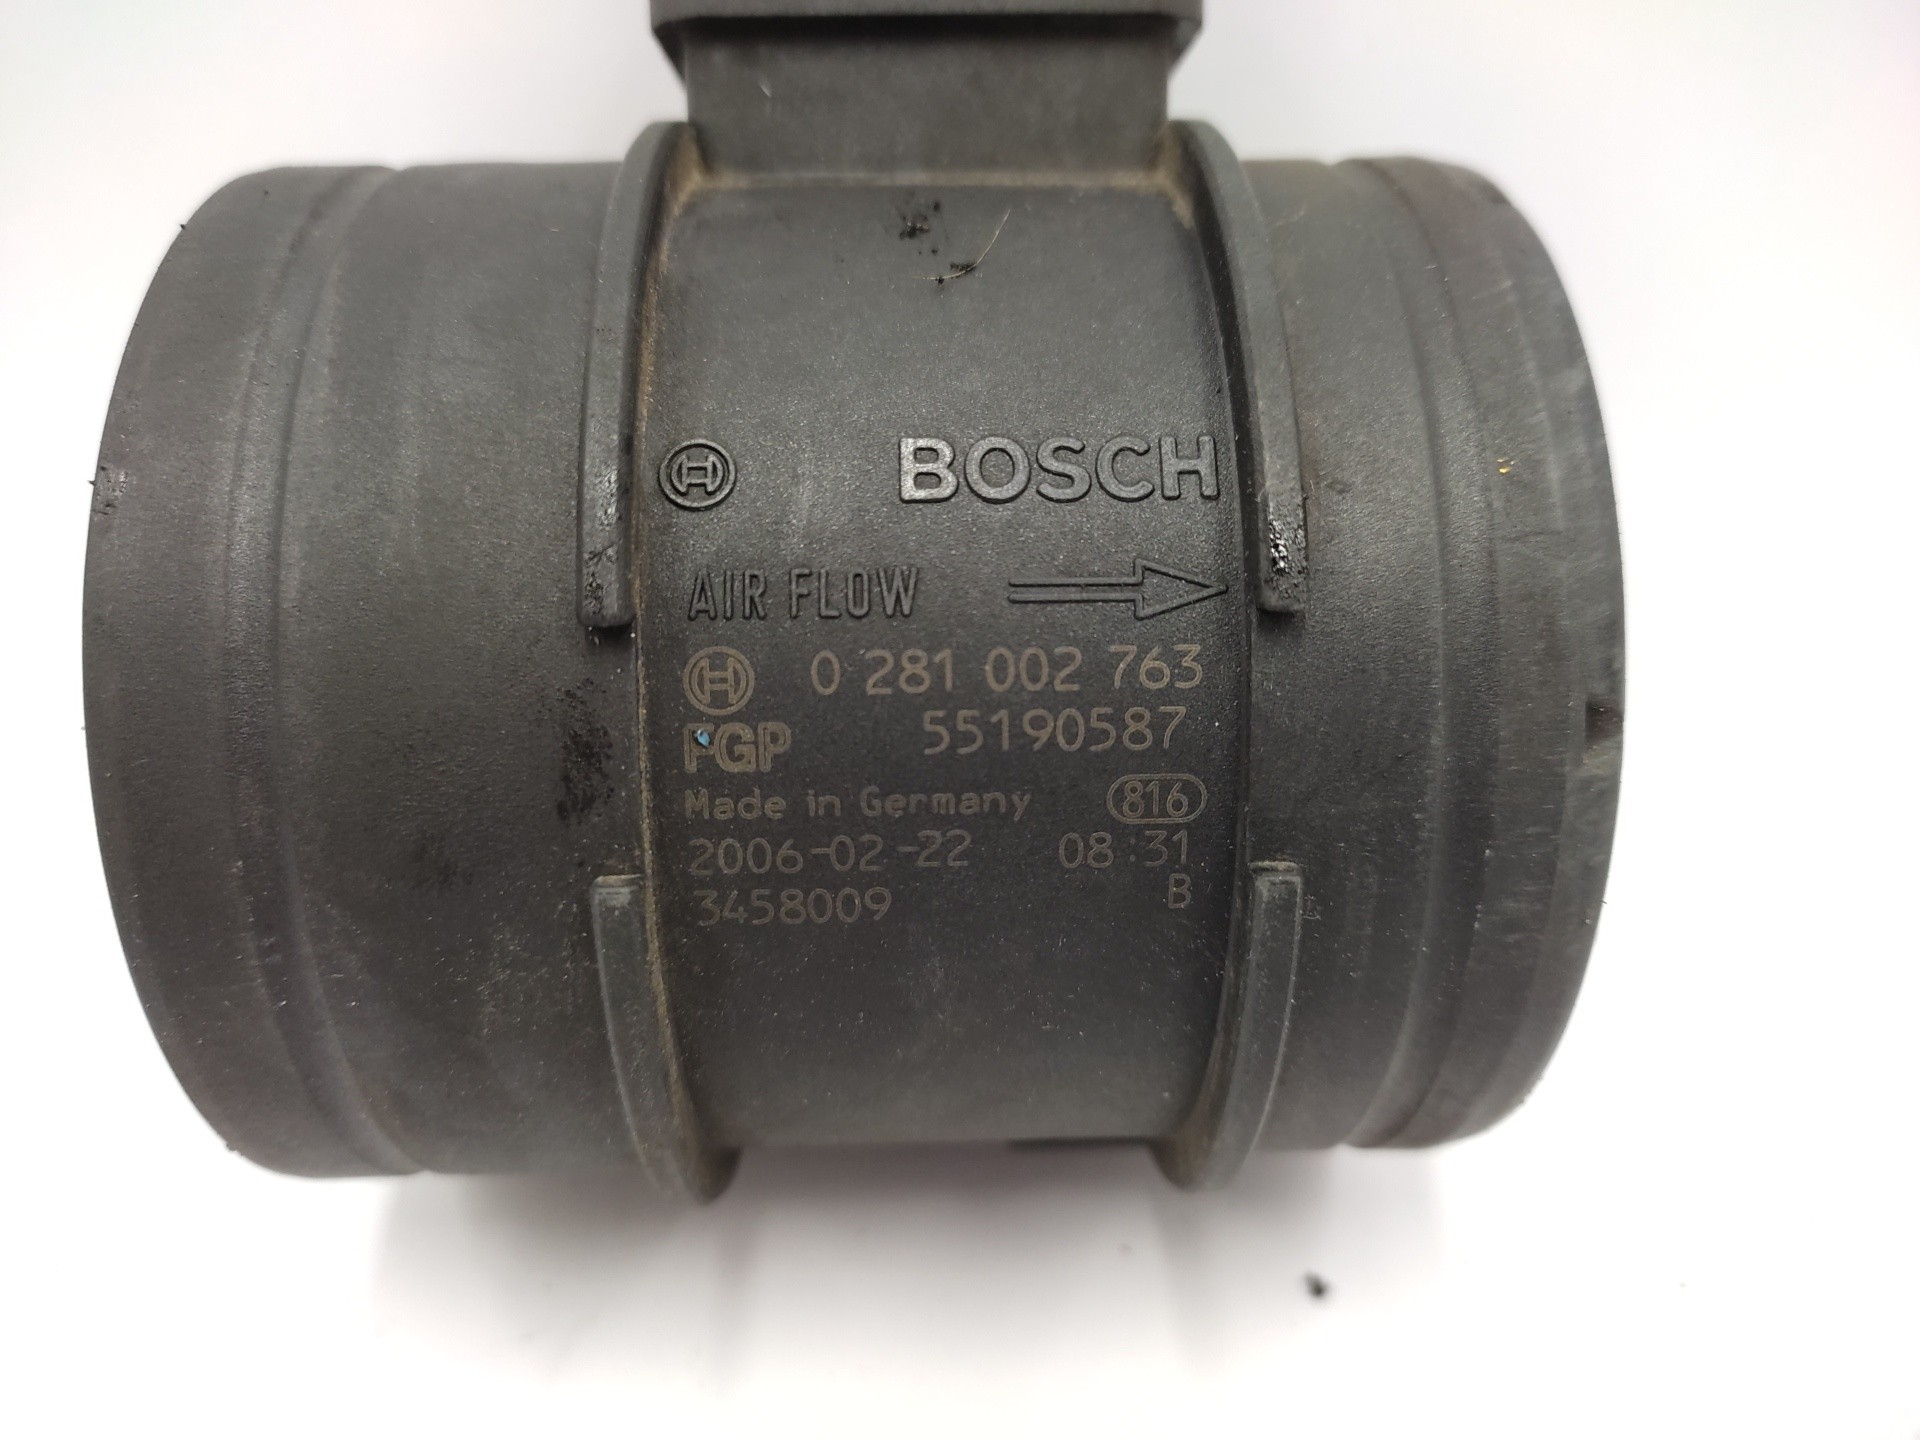 BOSCH
AIR FLOW
0 281 002 763
FGP 55190587
Made in Germany 816
2006-02-22 08:31
3458009 B